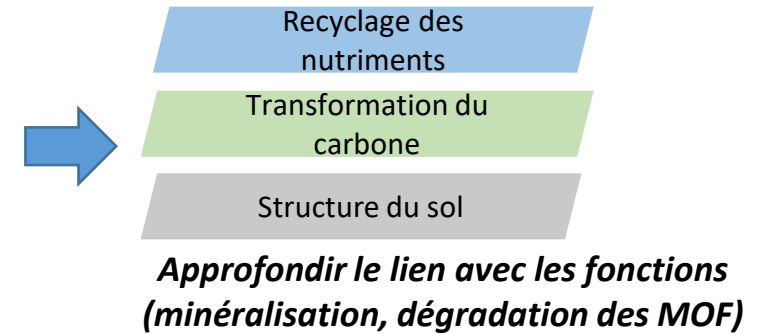 Recyclage des
nutriments
Transformation du
carbone
Structure du sol
Approfondir le lien avec les fonctions
(minéralisation, dégradation des MOF)